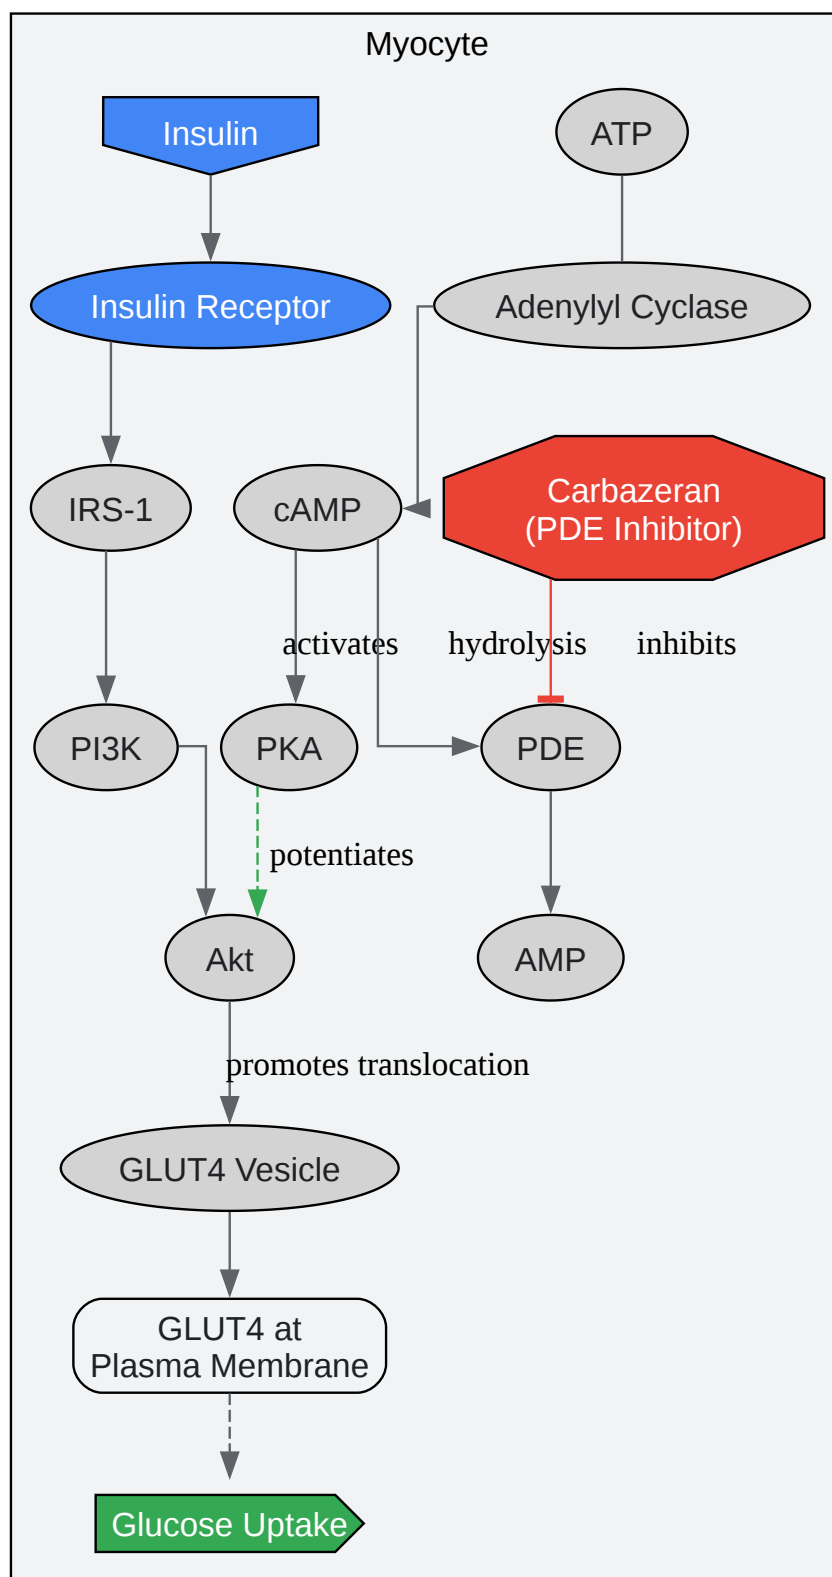 Myocyte
Insulin
ATP
Insulin Receptor
Adenylyl Cyclase
IRS-1
cAMP
Carbazeran
(PDE Inhibitor)
activates
hydrolysis
inhibits
PI3K
PKA
PDE
potentiates
Akt
AMP
promotes translocation
GLUT4 Vesicle
GLUT4 at
Plasma Membrane
Glucose Uptake